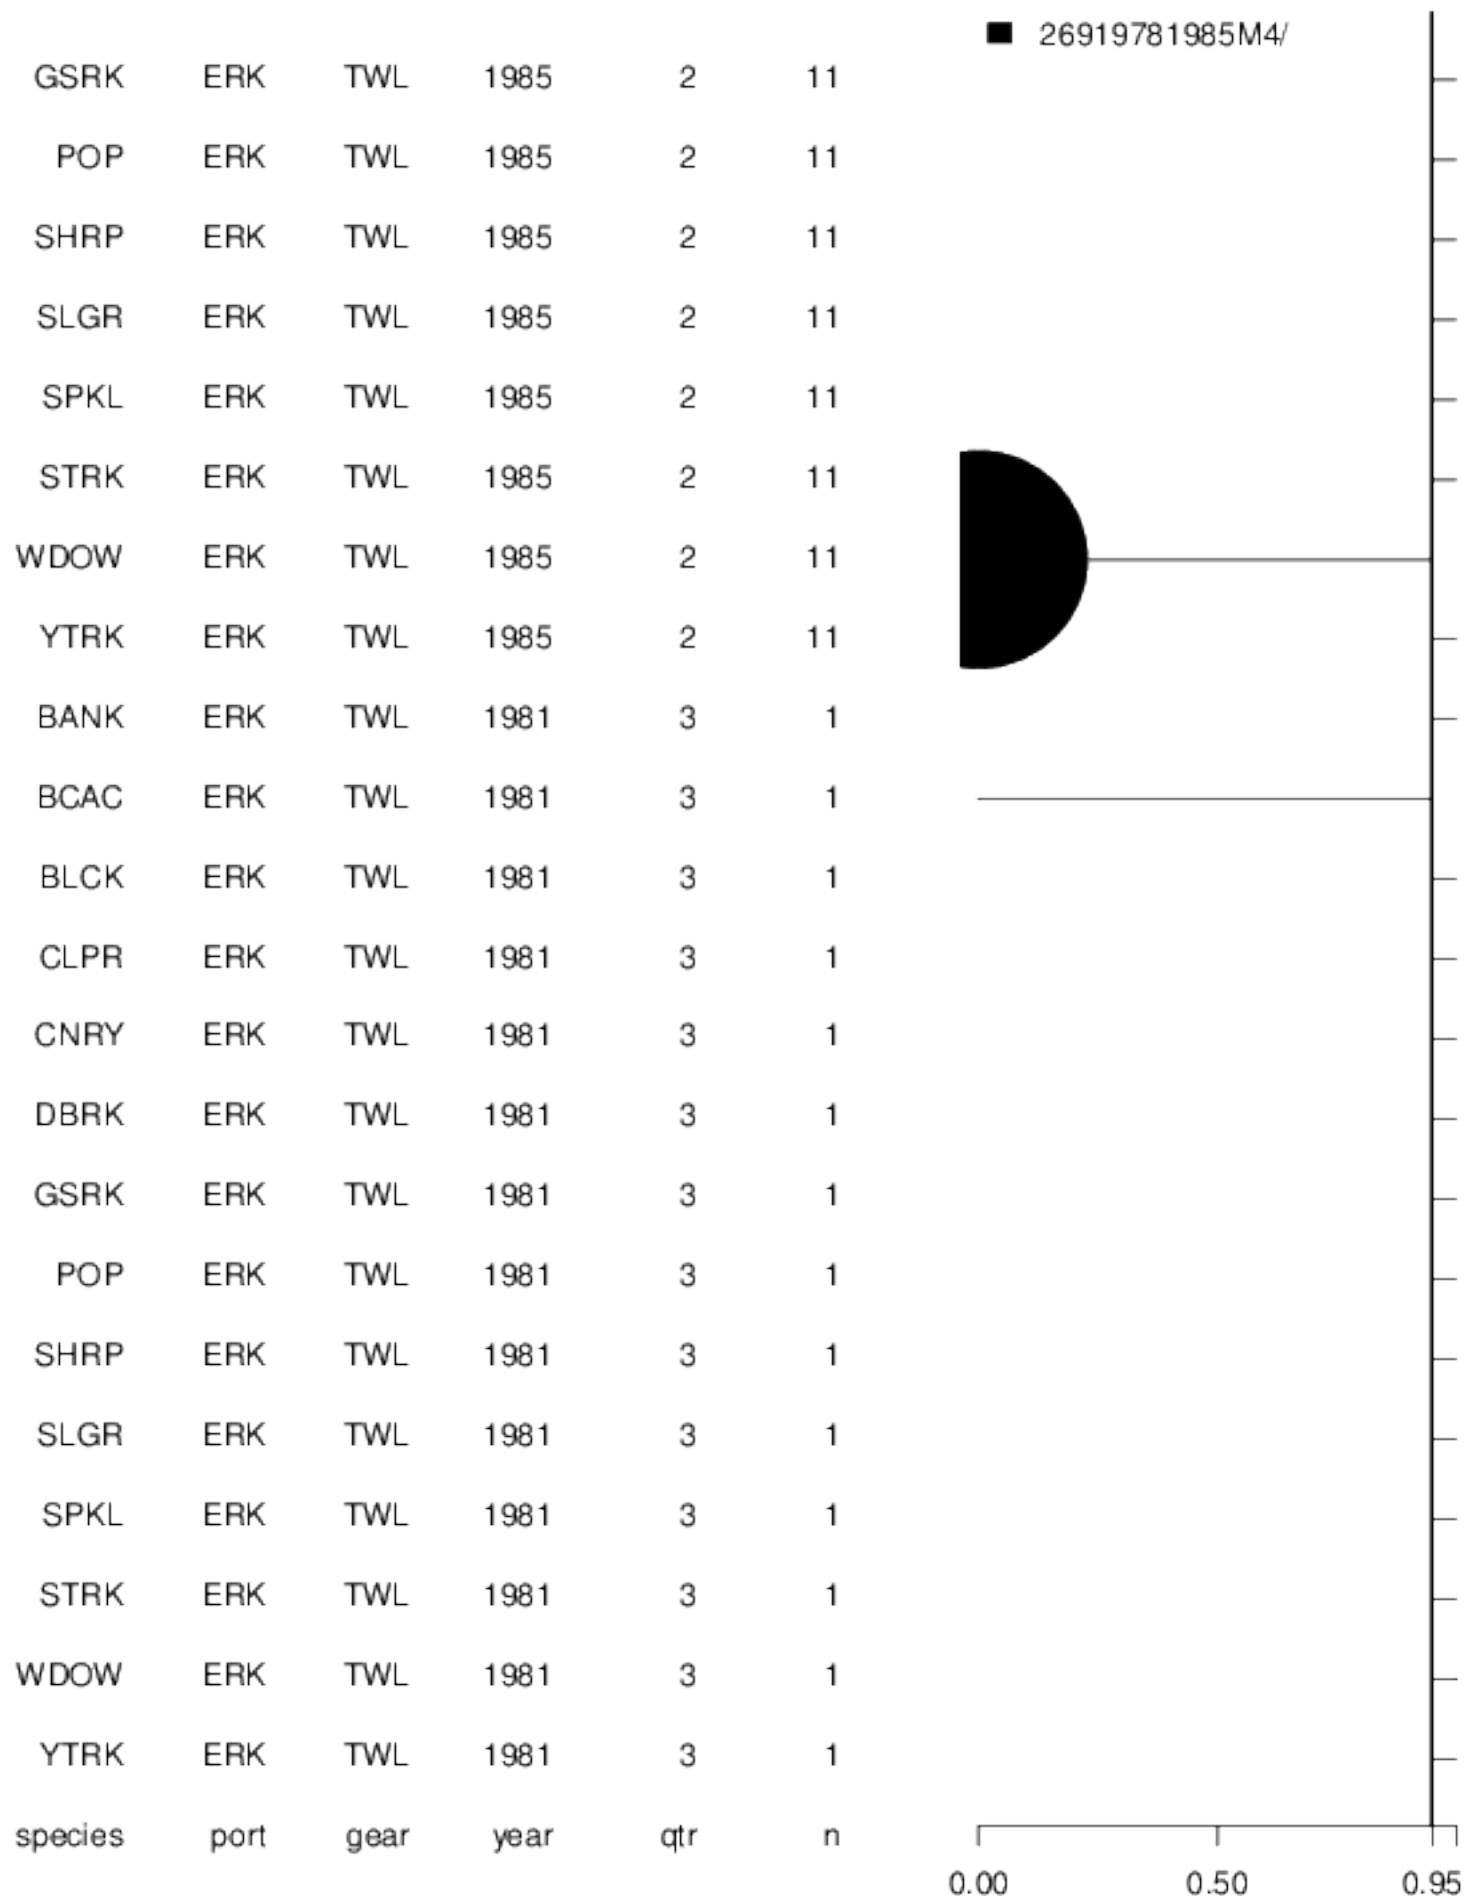 26919781985M4/
GSRK ERK TWL 1985 2 11
POP ERK TWL 1985 2 11
SHRP ERK TWL 1985 2 11
SLGR ERK TWL 1985 2 11
SPKL ERK TWL 1985 2 11
STRK ERK TWL 1985 2 11
WDOW ERK TWL 1985 2 11
YTRK ERK TWL 1985 2 11
BANK ERK TWL 1981 3 1
BCAC ERK TWL 1981 3 1
BLCK ERK TWL 1981 3 1
CLPR ERK TWL 1981 3 1
CNRY ERK TWL 1981 3 1
DBRK ERK TWL 1981 3 1
GSRK ERK TWL 1981 3 1
POP ERK TWL 1981 3 1
SHRP ERK TWL 1981 3 1
SLGR ERK TWL 1981 3 1
SPKL ERK TWL 1981 3 1
STRK ERK TWL 1981 3 1
WDOW ERK TWL 1981 3 1
YTRK ERK TWL 1981 3 1
species port gear year qtr n
0.00 0.50 0.95